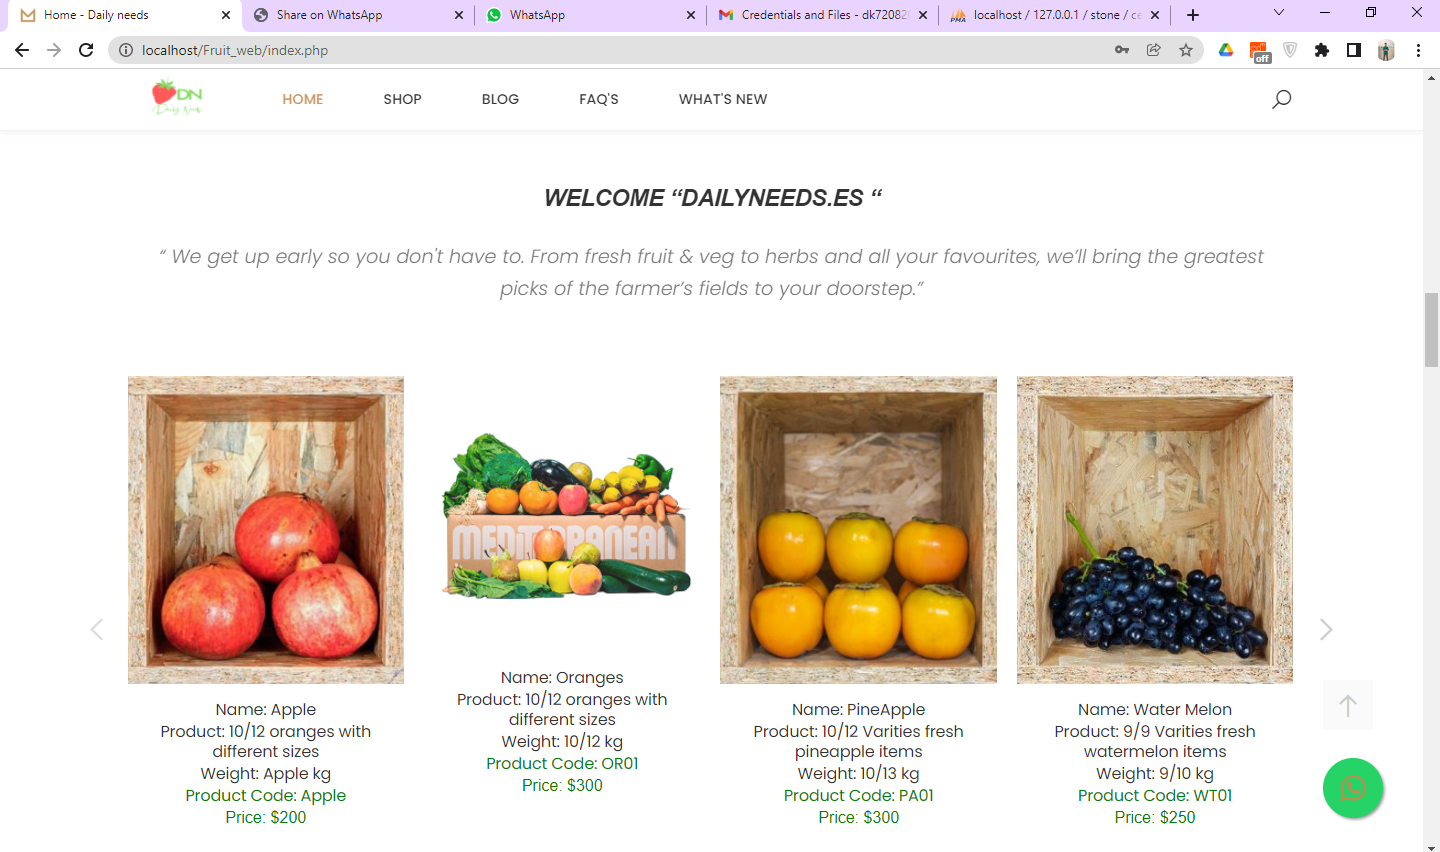 Home - Daily needs
Share on WhatsApp
WhatsApp
Credentials and Files - dk72082
PMA
localhost / 127.0.0.1 / stone / ce
localhost/Fruit_web/index.php
off
DN
Daily Needs
HOME
SHOP
BLOG
FAQ'S
WHAT'S NEW
WELCOME “DAILYNEEDS.ES “
“ We get up early so you don't have to. From fresh fruit & veg to herbs and all your favourites, we’ll bring the greatest
picks of the farmer’s fields to your doorstep.”
MEDITERRANEAN
Name: Apple
Product: 10/12 oranges with
different sizes
Weight: Apple kg
Product Code: Apple
Price: $200
Name: Oranges
Product: 10/12 oranges with
different sizes
Weight: 10/12 kg
Product Code: OR01
Price: $300
Name: PineApple
Product: 10/12 Varities fresh
pineapple items
Weight: 10/13 kg
Product Code: PA01
Price: $300
Name: Water Melon
Product: 9/9 Varities fresh
watermelon items
Weight: 9/10 kg
Product Code: WT01
Price: $250